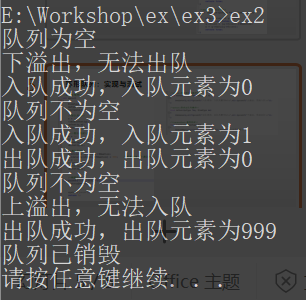 E:\Workshop\ex\ex3>ex2
队列为空
下溢出，无法出队
入队成功，入队元素为0
队列不为空
入队成功，入队元素为1
出队成功，出队元素为0
队列不为空
上溢出，无法入队
出队成功，出队元素为999
队列已销毁
请按任意键继续. . .
ffice 主题